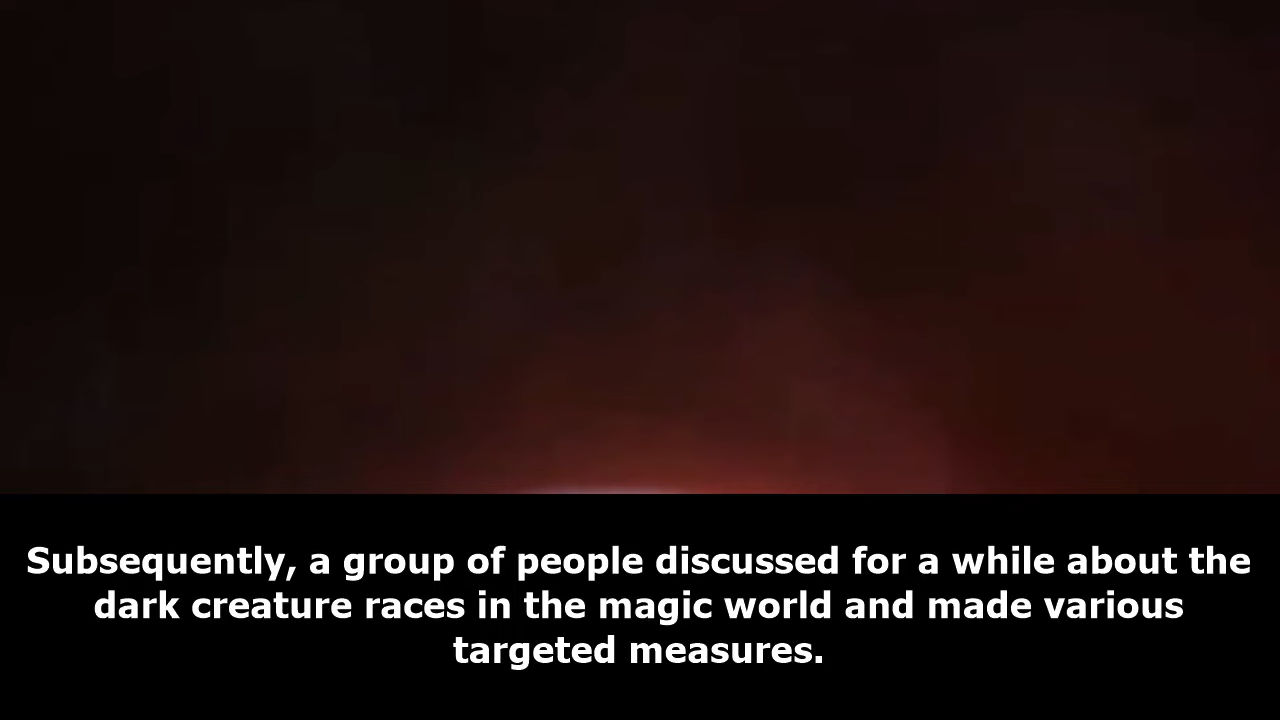 Subsequently, a group of people discussed for a while about the
dark creature races in the magic world and made various
targeted measures.